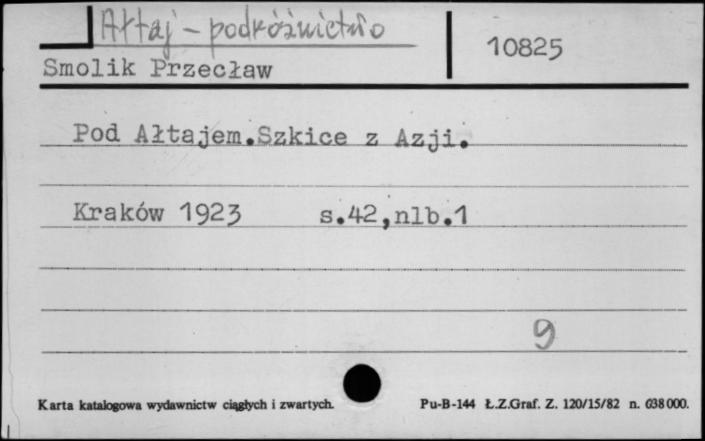 Ałtaj - podróżnictwo
10825
Smolik Przecław
Pod Ałtajem.Szkice z Azji.
Kraków 1923 s.42,nlb.1
9
Karta katalogowa wydawnictw ciągłych i zwartych. Pu-B-144 Ł.Z.Graf. Z. 120/15/82 n. 038000.